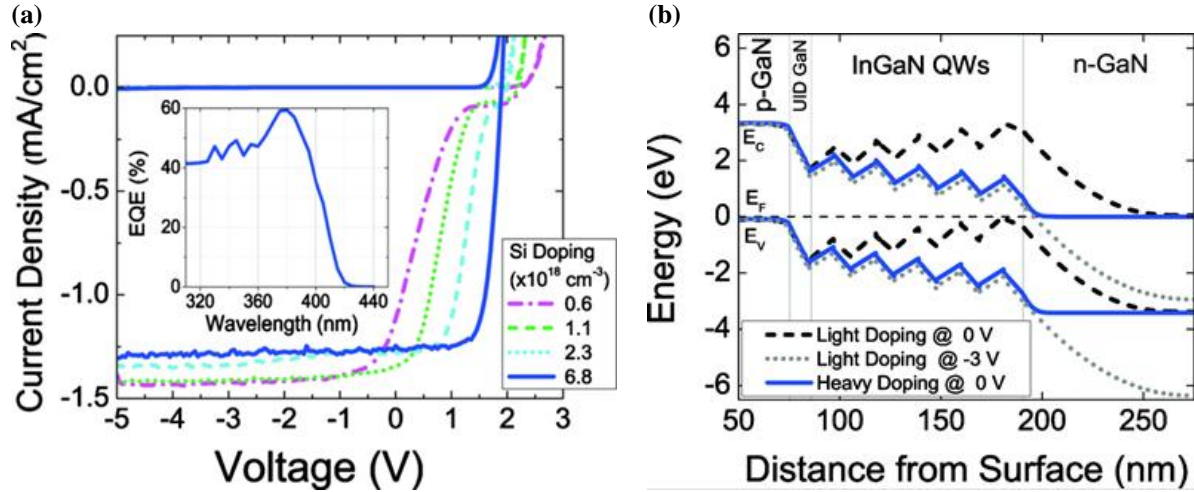 (a)
Current Density (mA/cm2)
0.0
-0.5
-1.0
-1.5
-5 -4 -3 -2 -1 0 1 2 3
Voltage (V)
EQE (%)
60
40
20
0
320 360 400 440
Wavelength (nm)
Si Doping
(x1018 cm-3)
0.6
1.1
2.3
6.8
(b)
Energy (eV)
6
4
2
0
-2
-4
-6
p-GaN
UID GaN
InGaN QWs
n-GaN
EC
EF
EV
Light Doping @ 0 V
Light Doping @ -3 V
Heavy Doping @ 0 V
50 100 150 200 250
Distance from Surface (nm)